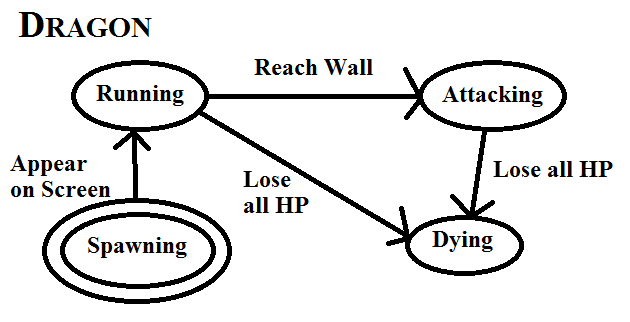 DRAGON
Reach Wall
Running
Attacking
Appear
on Screen
Lose
all HP
Lose all HP
Spawning
Dying